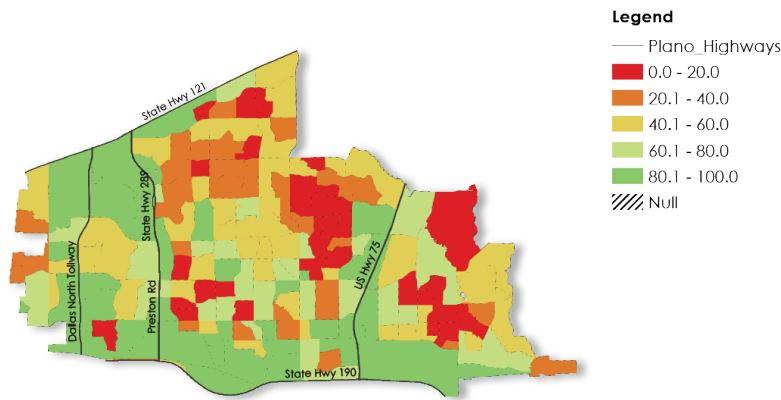 State Hwy 121
State Hwy 289
Dallas North Tollway
Preston Rd
US Hwy 75
State Hwy 190
Legend
Plano_Highways
0.0 - 20.0
20.1 - 40.0
40.1 - 60.0
60.1 - 80.0
80.1 - 100.0
Null